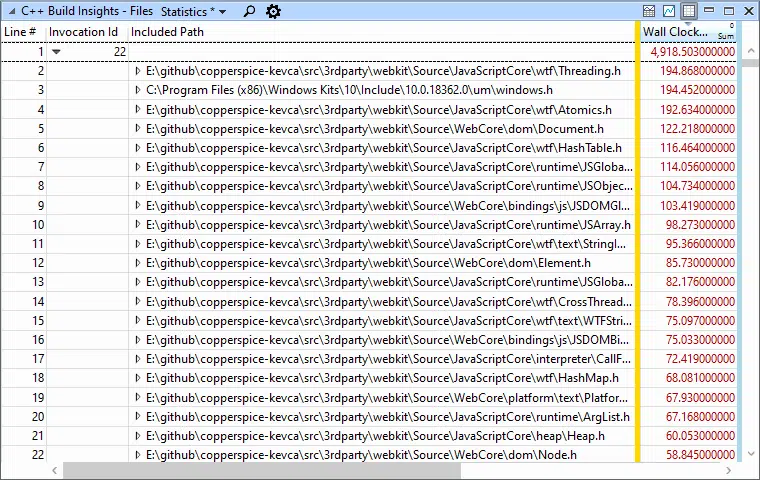 C++ Build Insights - Files Statistics *
Line # Invocation Id Included Path Wall Clock... 0 Sum
1 22 4,918.503000000
2 E:\github\copperspice-kevca\src\3rdparty\webkit\Source\JavaScriptCore\wtf\Threading.h 194.868000000
3 C:\Program Files (x86)\Windows Kits\10\Include\10.0.18362.0\um\windows.h 194.452000000
4 E:\github\copperspice-kevca\src\3rdparty\webkit\Source\JavaScriptCore\wtf\Atomics.h 192.634000000
5 E:\github\copperspice-kevca\src\3rdparty\webkit\Source\WebCore\dom\Document.h 122.218000000
6 E:\github\copperspice-kevca\src\3rdparty\webkit\Source\JavaScriptCore\wtf\HashTable.h 116.464000000
7 E:\github\copperspice-kevca\src\3rdparty\webkit\Source\JavaScriptCore\runtime\JSGloba... 114.056000000
8 E:\github\copperspice-kevca\src\3rdparty\webkit\Source\JavaScriptCore\runtime\JSObjec... 104.734000000
9 E:\github\copperspice-kevca\src\3rdparty\webkit\Source\WebCore\bindings\js\JSDOMGl... 103.419000000
10 E:\github\copperspice-kevca\src\3rdparty\webkit\Source\JavaScriptCore\runtime\JSArray.h 98.273000000
11 E:\github\copperspice-kevca\src\3rdparty\webkit\Source\JavaScriptCore\wtf\text\StringI... 95.366000000
12 E:\github\copperspice-kevca\src\3rdparty\webkit\Source\WebCore\dom\Element.h 85.730000000
13 E:\github\copperspice-kevca\src\3rdparty\webkit\Source\JavaScriptCore\runtime\JSGloba... 82.176000000
14 E:\github\copperspice-kevca\src\3rdparty\webkit\Source\JavaScriptCore\wtf\CrossThread... 78.396000000
15 E:\github\copperspice-kevca\src\3rdparty\webkit\Source\JavaScriptCore\wtf\text\WTFStri... 75.097000000
16 E:\github\copperspice-kevca\src\3rdparty\webkit\Source\WebCore\bindings\js\JSDOMBi... 75.033000000
17 E:\github\copperspice-kevca\src\3rdparty\webkit\Source\JavaScriptCore\interpreter\CallF... 72.419000000
18 E:\github\copperspice-kevca\src\3rdparty\webkit\Source\JavaScriptCore\wtf\HashMap.h 68.081000000
19 E:\github\copperspice-kevca\src\3rdparty\webkit\Source\WebCore\platform\text\Platfor... 67.930000000
20 E:\github\copperspice-kevca\src\3rdparty\webkit\Source\JavaScriptCore\runtime\ArgList.h 67.168000000
21 E:\github\copperspice-kevca\src\3rdparty\webkit\Source\JavaScriptCore\heap\Heap.h 60.053000000
22 E:\github\copperspice-kevca\src\3rdparty\webkit\Source\WebCore\dom\Node.h 58.845000000